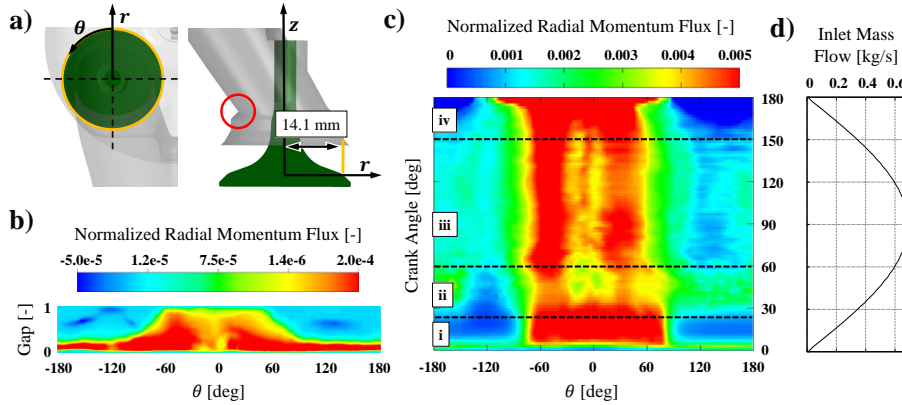 a)
θ
r
z
14.1 mm
r
b)
Normalized Radial Momentum Flux [-]
-5.0e-5 1.2e-5 7.5e-5 1.4e-6 2.0e-4
Gap [-]
1
0
-180 -120 -60 0 60 120 180
θ [deg]
c)
Normalized Radial Momentum Flux [-]
0 0.001 0.002 0.003 0.004 0.005
Crank Angle [deg]
iv
iii
ii
i
180
150
120
90
60
30
0
-180 -120 -60 0 60 120 180
θ [deg]
d)
Inlet Mass
Flow [kg/s]
0 0.2 0.4 0.6